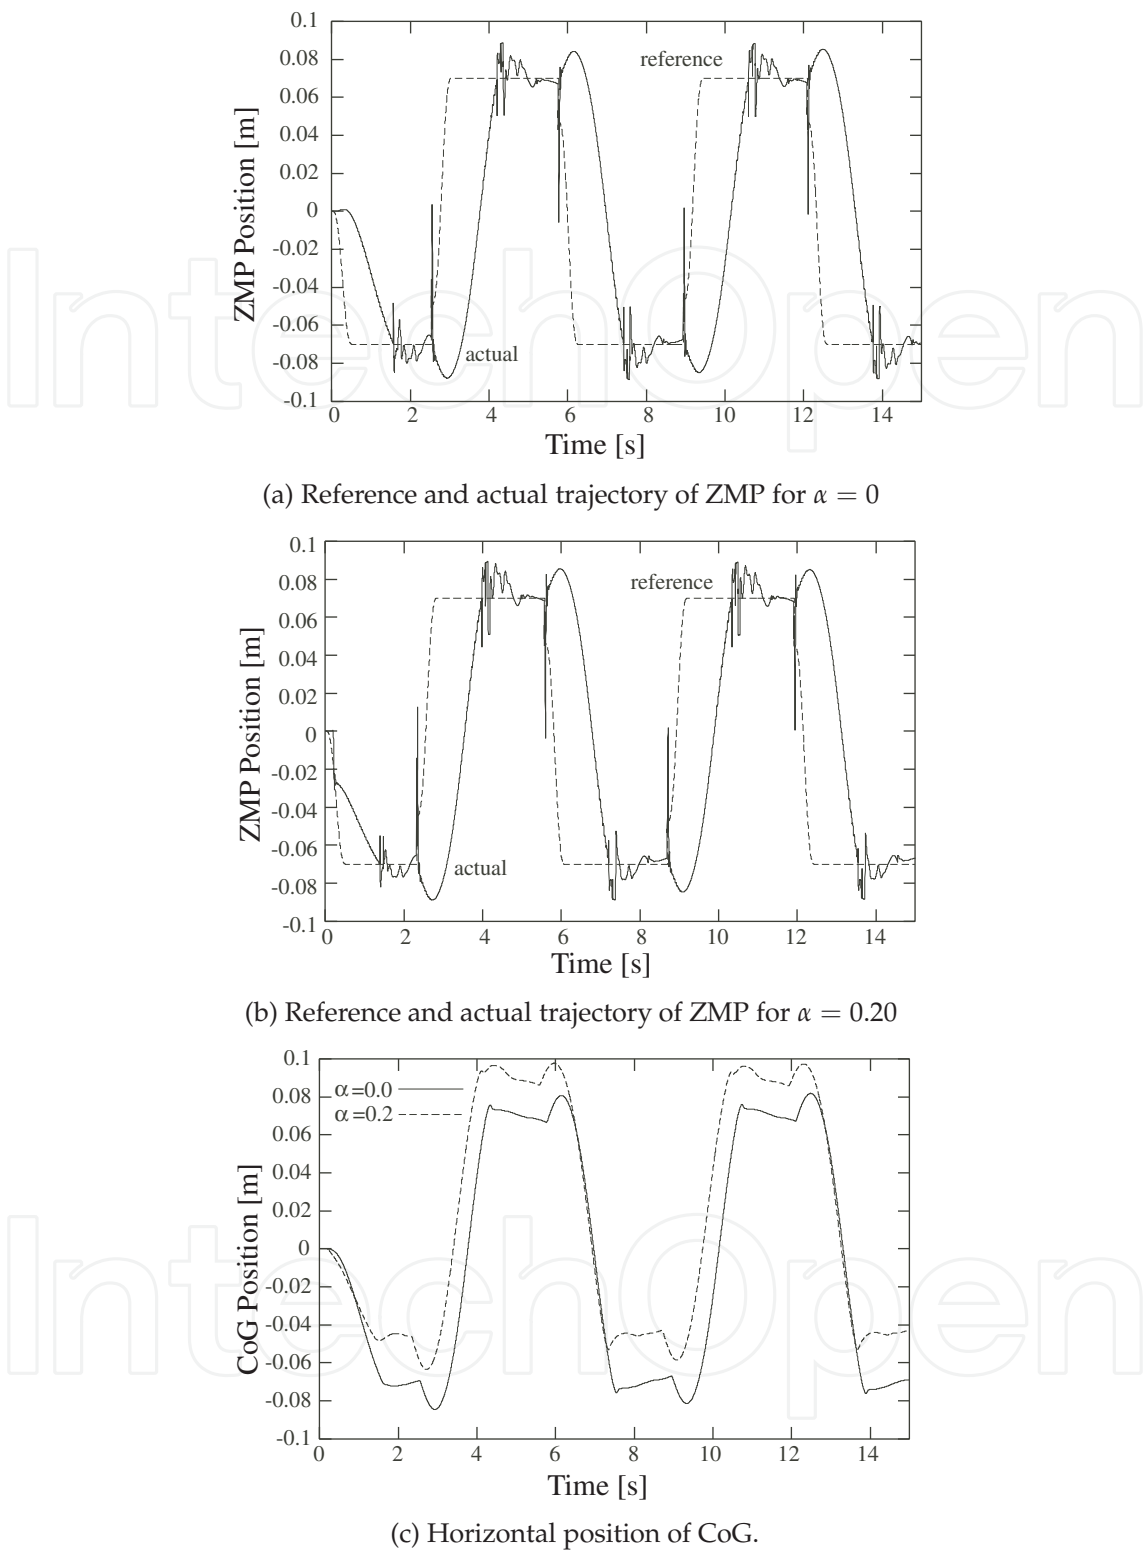 0.1
0.08
0.06
0.04
0.02
0
-0.02
-0.04
-0.06
-0.08
-0.1
ZMP Position [m]
reference
actual
0 2 4 6 8 10 12 14
Time [s]
(a) Reference and actual trajectory of ZMP for α = 0
0.1
0.08
0.06
0.04
0.02
0
-0.02
-0.04
-0.06
-0.08
-0.1
ZMP Position [m]
reference
actual
0 2 4 6 8 10 12 14
Time [s]
(b) Reference and actual trajectory of ZMP for α = 0.20
0.1
0.08
0.06
0.04
0.02
0
-0.02
-0.04
-0.06
-0.08
-0.1
CoG Position [m]
α=0.0
α=0.2
0 2 4 6 8 10 12 14
Time [s]
(c) Horizontal position of CoG.
IntechOpen
IntechOpen